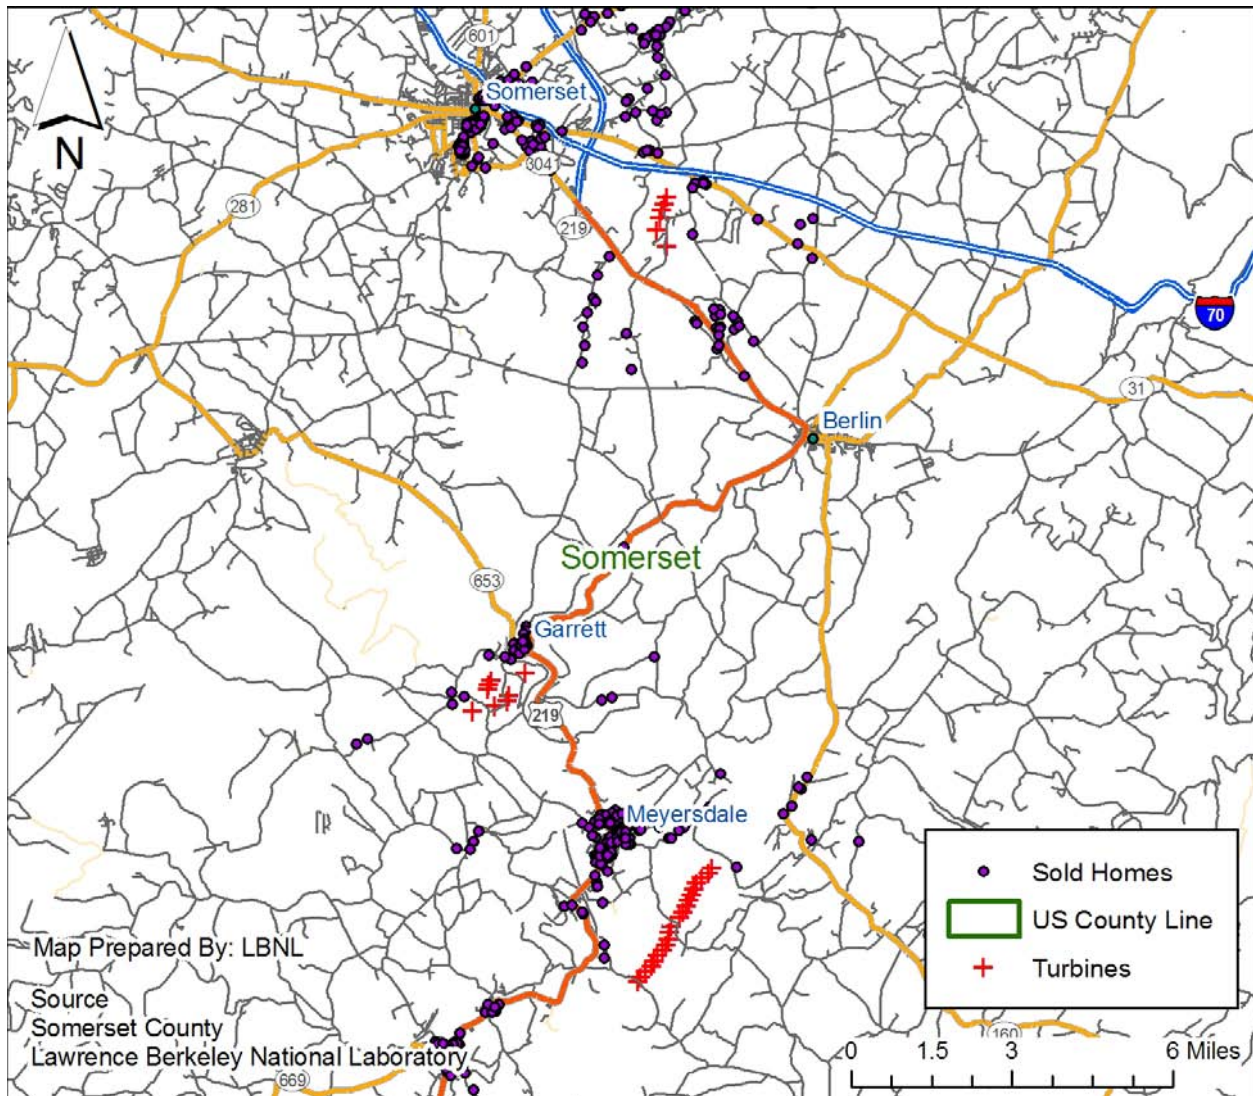 601
Somerset
N
3041
281
219
70
31
Berlin
Somerset
653
Garrett
219
Meyersdale
Sold Homes
US County Line
Turbines
Map Prepared By: LBNL
Source
Somerset County
Lawrence Berkeley National Laboratory
160
0 1.5 3 6 Miles
669